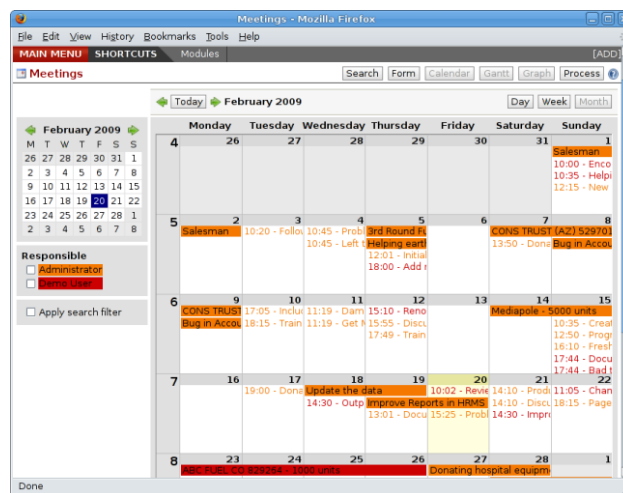 Meetings - Mozilla Firefox
File Edit View History Bookmarks Tools Help
MAIN MENU SHORTCUTS Modules [ADD]
Meetings Search Form Calendar Gantt Graph Process
Today February 2009 Day Week Month
February 2009
M T W T F S S
26 27 28 29 30 31 1
2 3 4 5 6 7 8
9 10 11 12 13 14 15
16 17 18 19 20 21 22
23 24 25 26 27 28 1
2 3 4 5 6 7 8
Responsible
Administrator
Demo User
Apply search filter
Monday Tuesday Wednesday Thursday Friday Saturday Sunday
4 26 27 28 29 30 31 1
Salesman
10:00 - Enco
10:35 - Helpi
12:15 - New
5 2 3 4 5 6 7 8
Salesman 10:20 - Follov 10:45 - Probl 3rd Round Fu CONS TRUST (AZ) 529701
10:45 - Left t Helping earth 13:50 - Dona Bug in Accou
12:01 - Initial
18:00 - Add r
6 9 10 11 12 13 14 15
CONS TRUST 17:05 - Inclu 11:19 - Dam 15:10 - Reno Mediapole - 5000 units
Bug in Accou 18:15 - Train 11:19 - Get 15:55 - Discu 10:35 - Creat
17:49 - Train 12:50 - Progr
16:10 - Fresh
17:44 - Docu
17:44 - Bad t
7 16 17 18 19 20 21 22
19:00 - Dona Update the data 10:02 - Revie 14:10 - Prod 11:05 - Chan
14:30 - Outp Improve Reports in HRMS 14:10 - Discu 18:15 - Page
13:01 - Docu 15:25 - Probl 14:30 - Impr
8 23 24 25 26 27 28 1
ABC FUEL CO 829264 - 1000 units Donating hospital equipm
Done